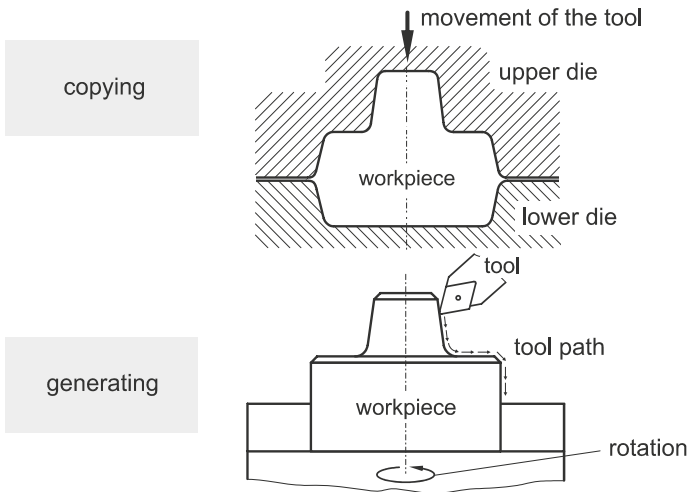 movement of the tool
copying
upper die
workpiece
lower die
tool
tool path
generating
workpiece
rotation